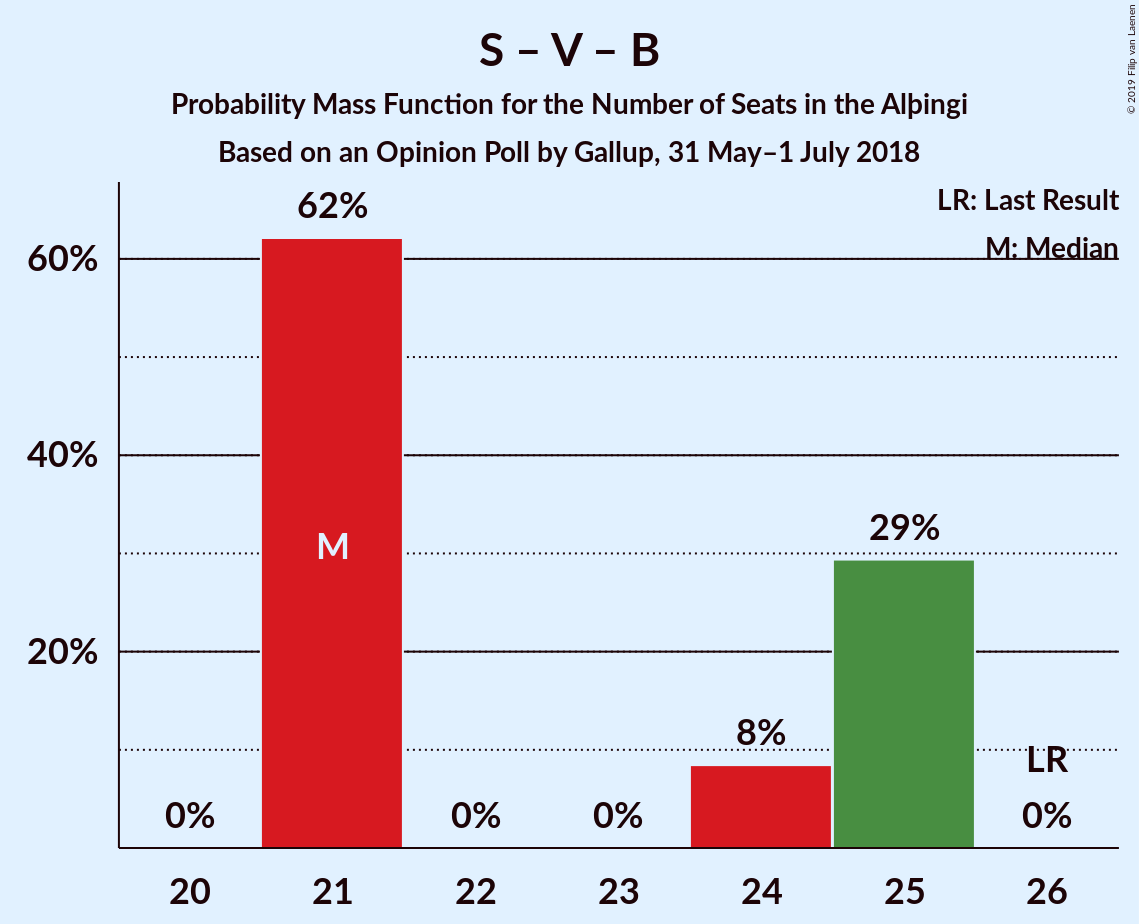 S – V – B
Probability Mass Function for the Number of Seats in the Alþingi
Based on an Opinion Poll by Gallup, 31 May–1 July 2018
© 2019 Filip van Laenen
LR: Last Result
M: Median
60%
40%
20%
0%
62%
M
0%
0%
8%
29%
LR
0%
20
21
22
23
24
25
26